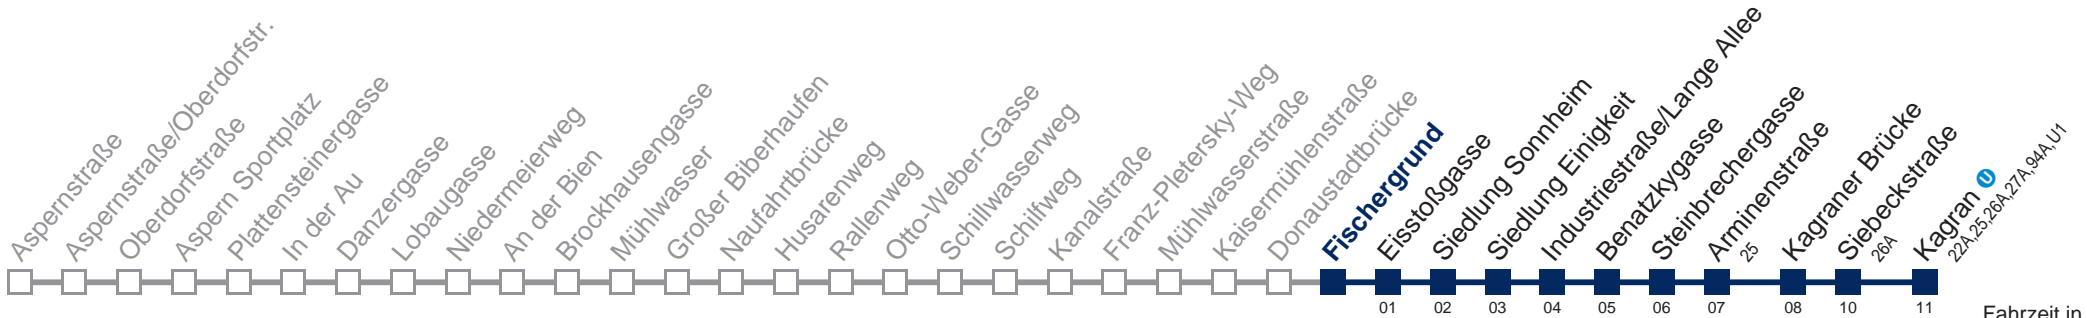 Aspernstraße
Aspernstraße/Oberdorfstr.
Oberdorfstraße
Aspern Sportplatz
Plattensteinergasse
In der Au
Danzergasse
Lobaugasse
Niedermeierweg
An der Bien
Brockhausengasse
Mühlwasser
Großer Biberhaufen
Naufahrtbrücke
Husarenweg
Rallenweg
Otto-Weber-Gasse
Schillwasserweg
Schilfweg
Kanalstraße
Franz-Pletersky-Weg
Mühlwasserstraße
Kaisermühlenstraße
Donaustadtbrücke
Fischergrund
Eisstoßgasse
Siedlung Sonnheim
Siedlung Einigkeit
Industriestraße/Lange Allee
Benatzkygasse
Steinbrechergasse
Arminenstraße
25
Kagraner Brücke
Siebeckstraße
26A
Kagran U
22A,25,26A,27A,94A,U1
01 02 03 04 05 06 07 08 10 11
Fahrzeit in